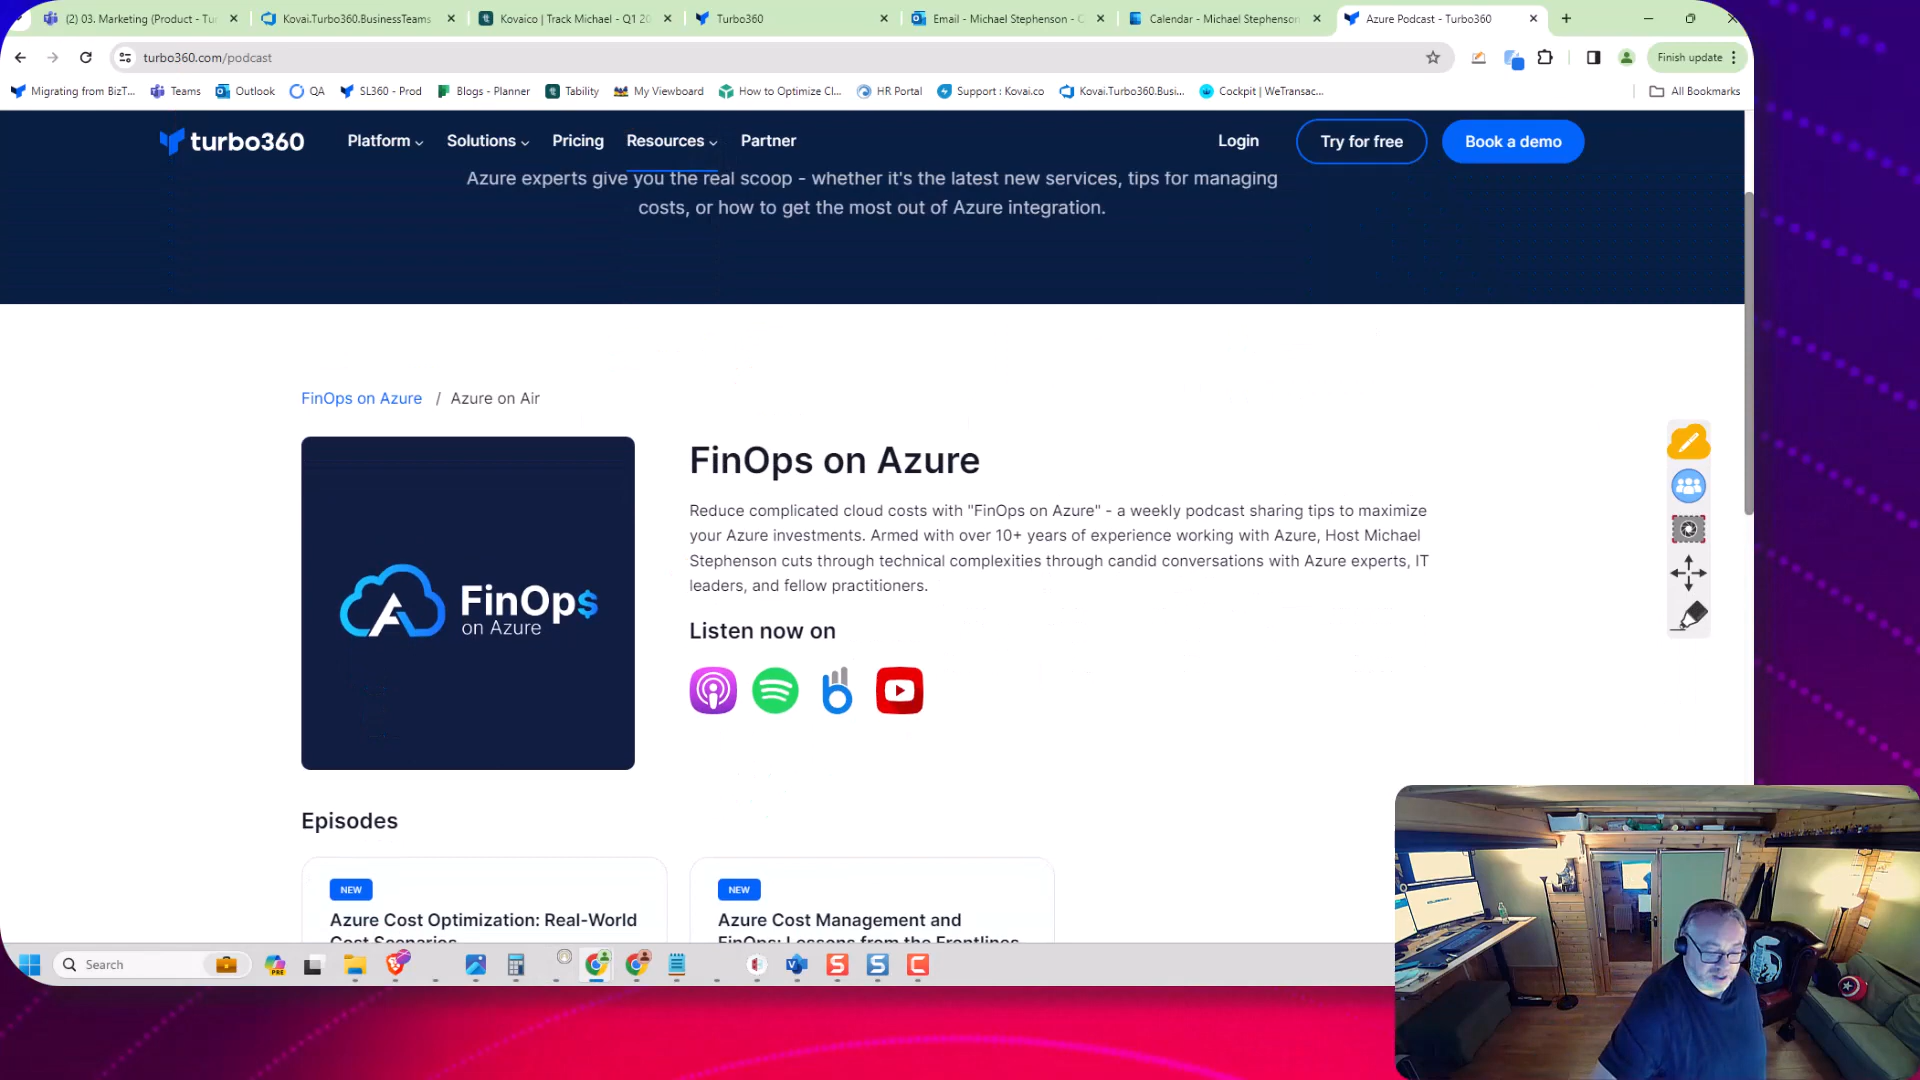 (2) 03. Marketing (Product - Tu
Kovai.Turbo360.BusinessTeams
Kovaico | Track Michael - Q1 20
Turbo360
Email - Michael Stephenson - O
Calendar - Michael Stephenson
Azure Podcast - Turbo360
turbo360.com/podcast
Finish update
Migrating from BizT...
Teams
Outlook
QA
SL360 - Prod
Blogs - Planner
Tability
My Viewboard
How to Optimize Cl...
HR Portal
Support : Kovai.co
Kovai.Turbo360.Busi...
Cockpit | WeTransac...
All Bookmarks
turbo360
Platform
Solutions
Pricing
Resources
Partner
Login
Try for free
Book a demo
Azure experts give you the real scoop - whether it's the latest new services, tips for managing
costs, or how to get the most out of Azure integration.
FinOps on Azure / Azure on Air
FinOp$
on Azure
FinOps on Azure
Reduce complicated cloud costs with "FinOps on Azure" - a weekly podcast sharing tips to maximize
your Azure investments. Armed with over 10+ years of experience working with Azure, Host Michael
Stephenson cuts through technical complexities through candid conversations with Azure experts, IT
leaders, and fellow practitioners.
Listen now on
Episodes
NEW
Azure Cost Optimization: Real-World
Cost Scenarios
NEW
Azure Cost Management and
FinOps: Lessons from the Frontlines
Search
PRE